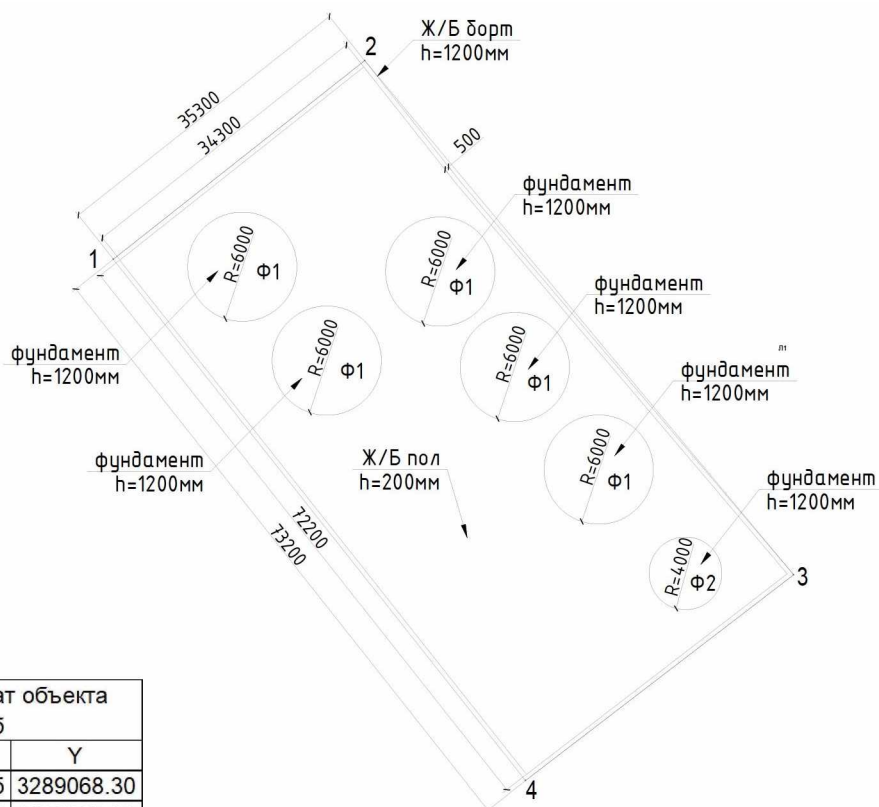 2
Ж/Б борт
h=1200мм
35300
34300
500
фундамент
h=1200мм
1
R=6000
Ф1
R=6000
Ф1
фундамент
h=1200мм
R=6000
Ф1
R=6000
Ф1
л1
фундамент
h=1200мм
фундамент
h=1200мм
R=6000
Ф1
фундамент
h=1200мм
Ж/Б пол
h=200мм
фундамент
h=1200мм
72200
73200
R=4000
Ф2
3
4
ат объекта
Y
3289068.30